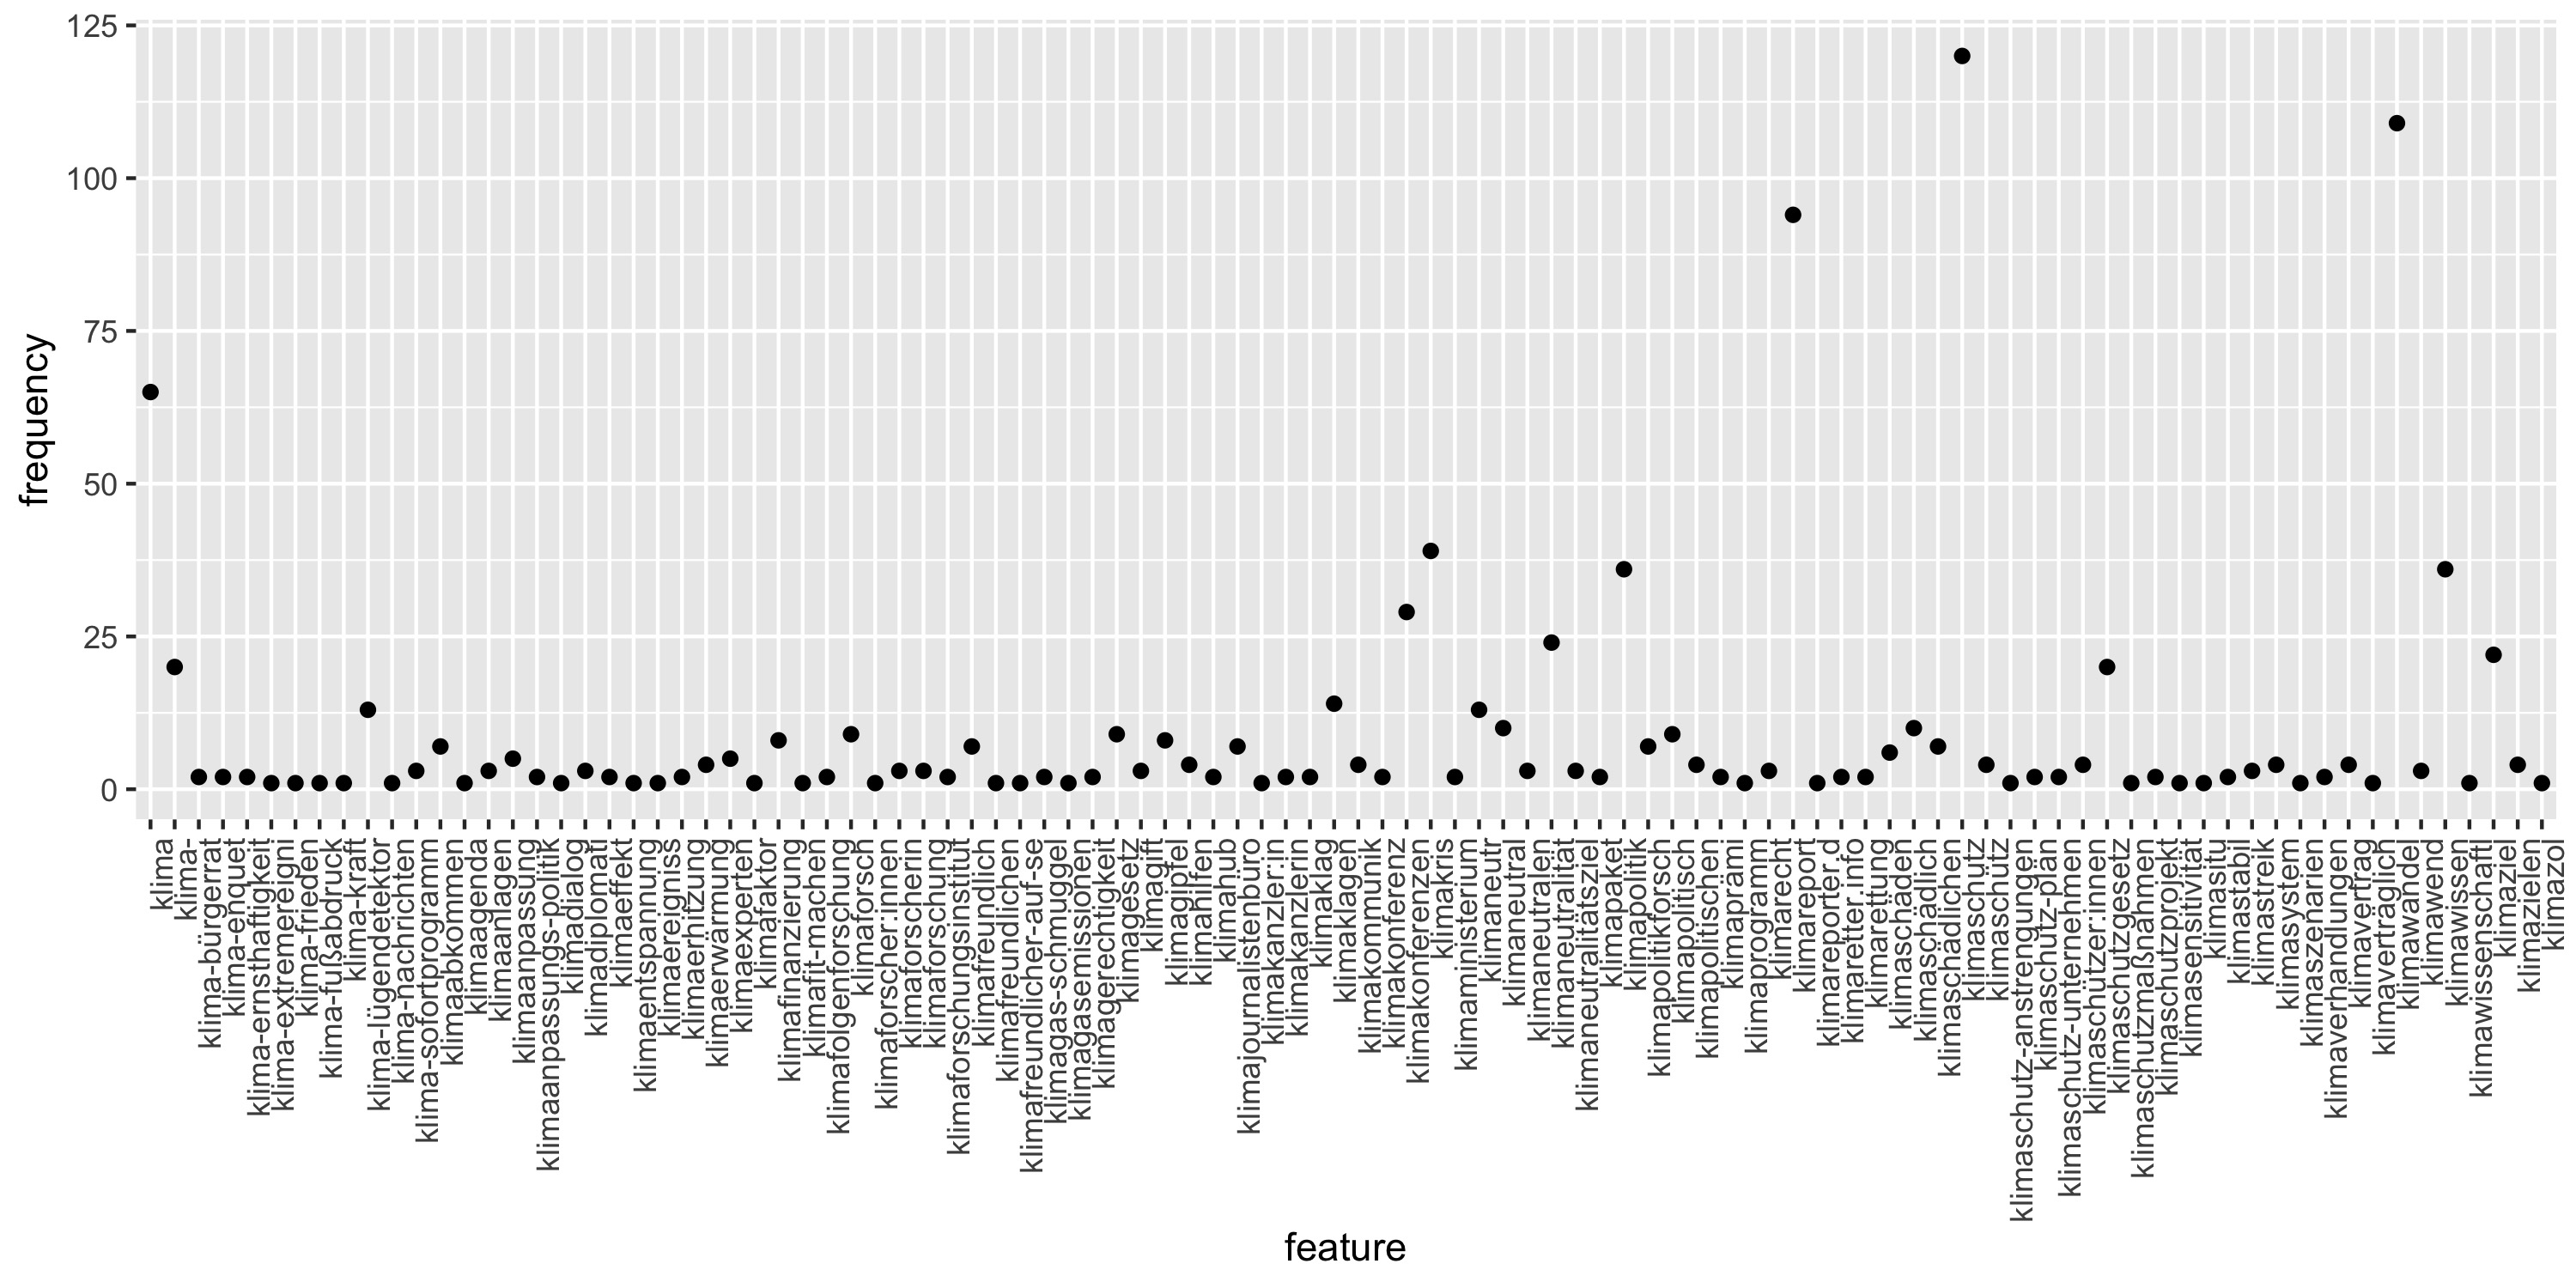 125
100
75
50
25
0
frequency
klima
klima-
klima-bürgerrat
klima-enquet
klima-ernsthaftigkeit
klima-extremereigni
klima-frieden
klima-fußabdruck
klima-kraft
klima-lügendetektor
klima-nachrichten
klima-sofortprogramm
klimaabkommen
klimaagenda
klimaanlagen
klimaanpassung
klimaanpassungs-politik
klimadialog
klimadiplomati
klimaeffekt
klimaentspannung
klimaereigniss
klimaerhitzung
klimaerwärmung
klimaexperten
klimafaktor
klimafinanzierung
klimafit-machen
klimafolgenforschung
klimaforsch
klimaforscher:innen
klimaforscherin
klimaforschung
klimaforschungsinstitut
klimafreundlich
klimafreundlichen
klimafreundlicher-auf-se
klimagas-schmuggel
klimagasemissionen
klimagerechtigkeit
klimagesetz
klimagift
klimagipfel
klimahilfen
klimahub
klimajournalistenbüro
klimakanzler:in
klimakanzlerin
klimaklag
klimaklagen
klimakommunik
klimakonferenz
klimakonferenzen
klimakris
klimaministerium
klimaneutr
klimaneutral
klimaneutralen
klimaneutralität
klimaneutralitätsziel
klimapaket
klimapolitik
klimapolitikforsch
klimapolitisch
klimapolitischen
klimaprami
klimaprogramm
klimarecht
klimareport
klimareporter.d
klimaretter.info
klimarettung
klimaschäden
klimaschädlich
klimaschädlichen
klimaschutz
klimaschütz
klimaschutz-anstrengungen
klimaschutz-plän
klimaschutz-unternehmen
klimaschützer:innen
klimaschutzgesetz
klimaschutzmaßnahmen
klimaschutzprojekt
klimasensitivität
klimasitu
klimastabil
klimastreik
klimasystem
klimaszenarien
klimaverhandlungen
klimavertrag
klimaverträglich
klimawandel
klimawend
klimawissen
klimawissenschaftl
klimaziel
klimazielen
klimazol
feature